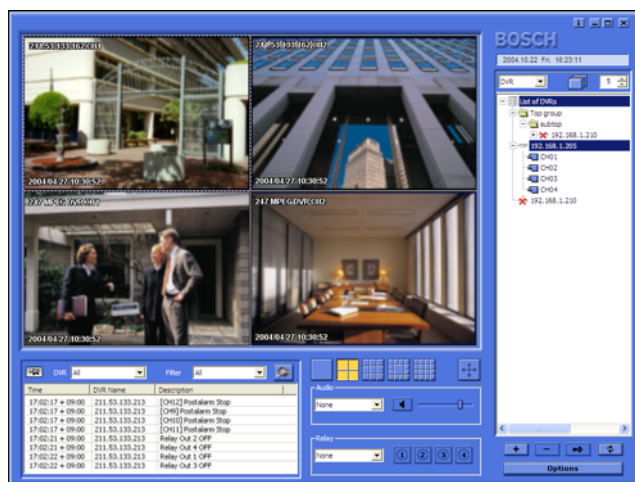 BOSCH
2004.10.22 Fri. 16:23:11
DVR
5
List of DVRs
Top group
subtop
192.168.1.210
192.168.1.205
CH01
CH02
CH03
CH04
192.168.1.210
Options
2004/04/27 10:30:52
2004/04/27 10:30:52
247 MPEG.DVR,CH1
247 MPEG.DVR,CH2
2004/04/27 10:30:52
2004/04/27 10:30:52
DVR All Filter All
Time DVR Name Description
17:02:17 + 09:00 211.53.133.213 [CH12] Postalarm Stop
17:02:17 + 09:00 211.53.133.213 [CH9] Postalarm Stop
17:02:17 + 09:00 211.53.133.213 [CH10] Postalarm Stop
17:02:17 + 09:00 211.53.133.213 [CH11] Postalarm Stop
17:02:21 + 09:00 211.53.133.213 Relay Out 2 OFF
17:02:21 + 09:00 211.53.133.213 Relay Out 4 OFF
17:02:22 + 09:00 211.53.133.213 Relay Out 1 OFF
17:02:22 + 09:00 211.53.133.213 Relay Out 3 OFF
Audio
None
Relay
None
1 2 3 4